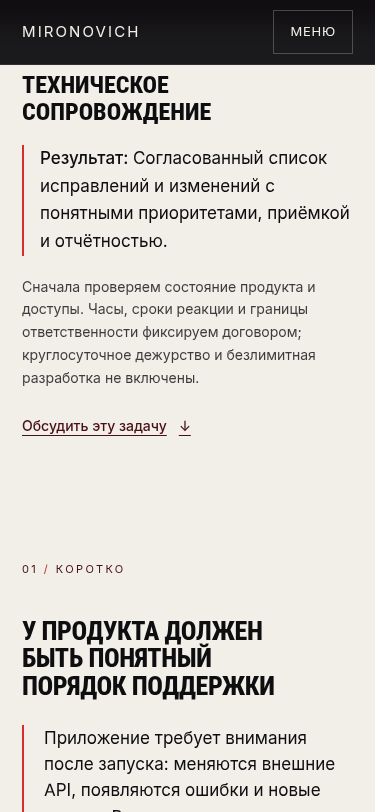 MIRONOVICH
МЕНЮ
ТЕХНИЧЕСКОЕ
СОПРОВОЖДЕНИЕ
Результат: Согласованный список
исправлений и изменений с
понятными приоритетами, приёмкой
и отчётностью.
Сначала проверяем состояние продукта и
доступы. Часы, сроки реакции и границы
ответственности фиксируем договором;
круглосуточное дежурство и безлимитная
разработка не включены.
Обсудить эту задачу ↓
01 / КОРОТКО
У ПРОДУКТА ДОЛЖЕН
БЫТЬ ПОНЯТНЫЙ
ПОРЯДОК ПОДДЕРЖКИ
Приложение требует внимания
после запуска: меняются внешние
API, появляются ошибки и новые